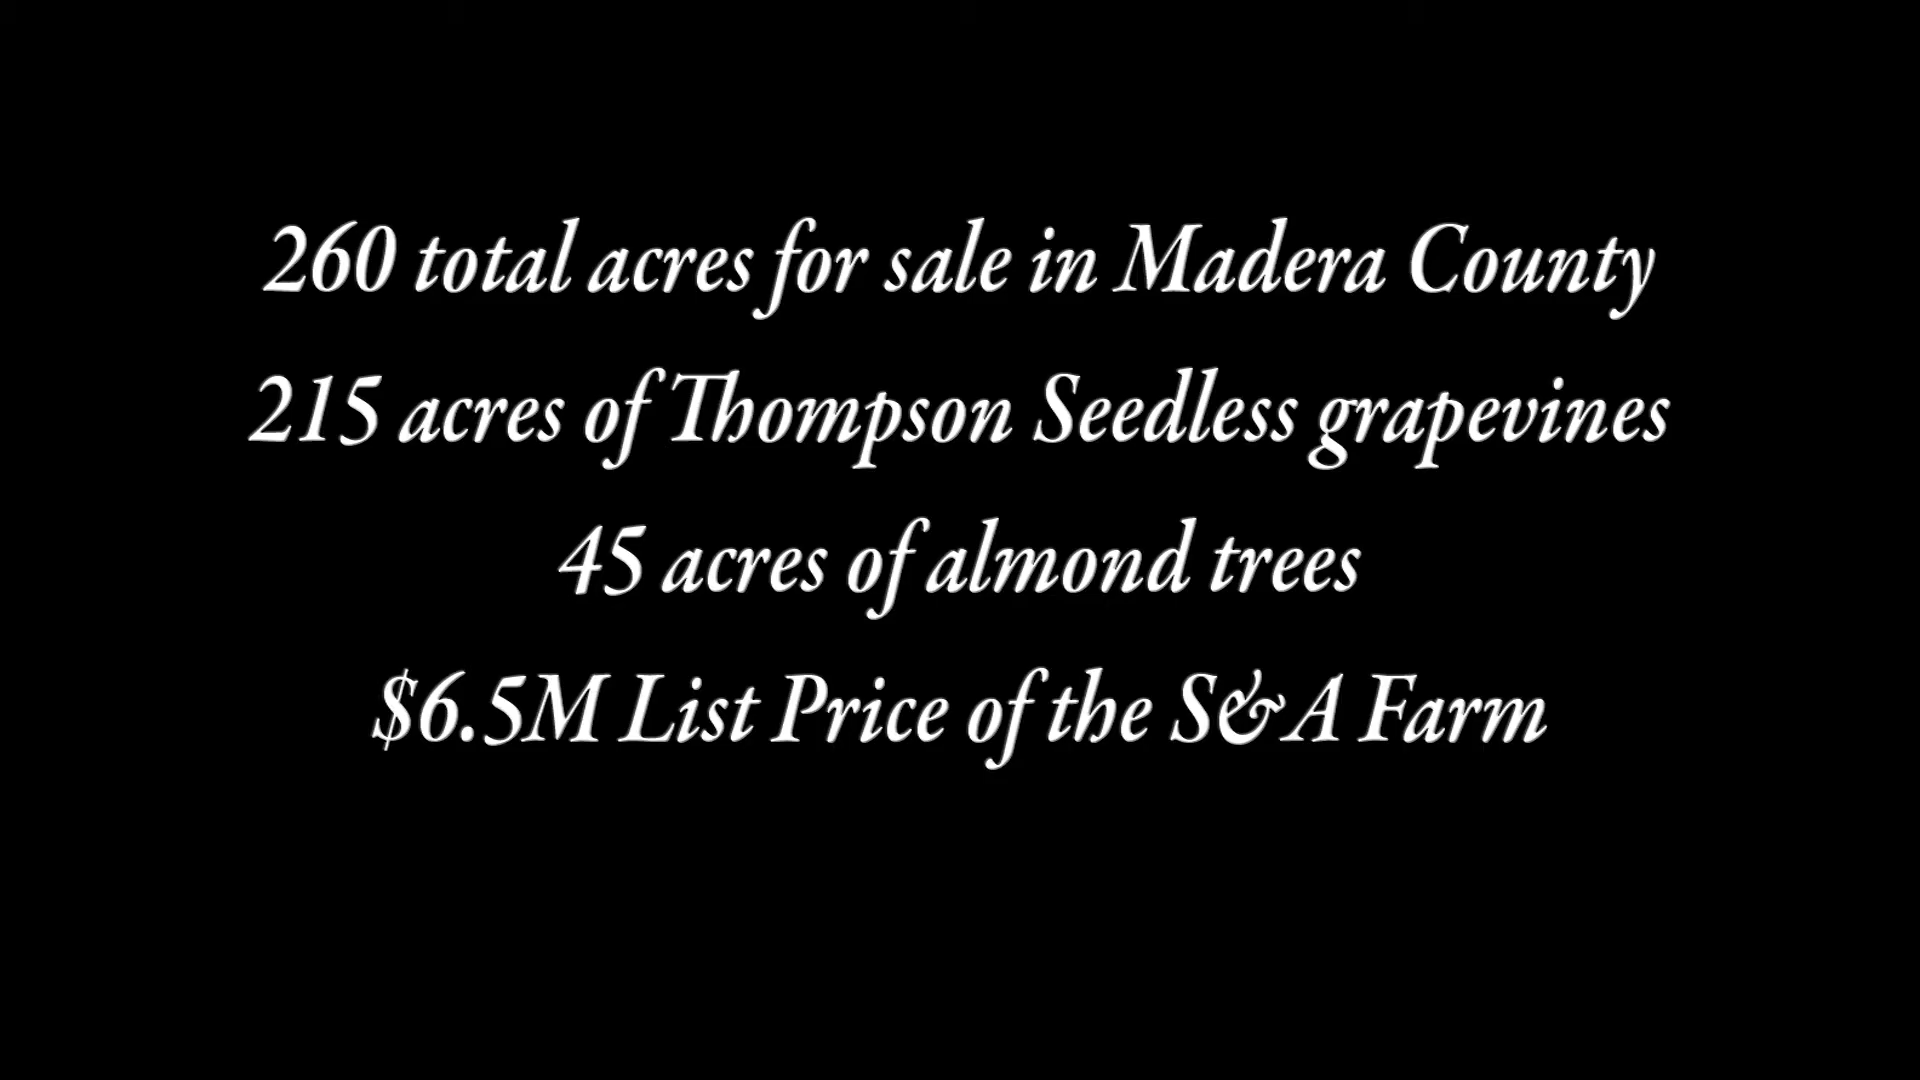 260 total acres for sale in Madera County
215 acres of Thompson Seedless grapevines
45 acres of almond trees
$6.5M List Price of the S&A Farm